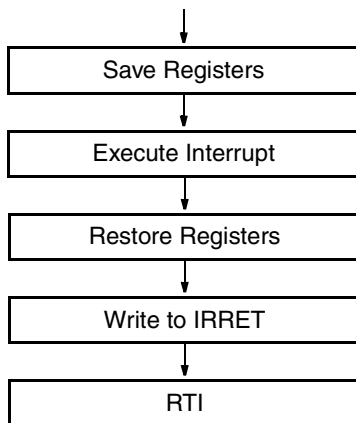 Save Registers
Execute Interrupt
Restore Registers
Write to IRRET
RTI